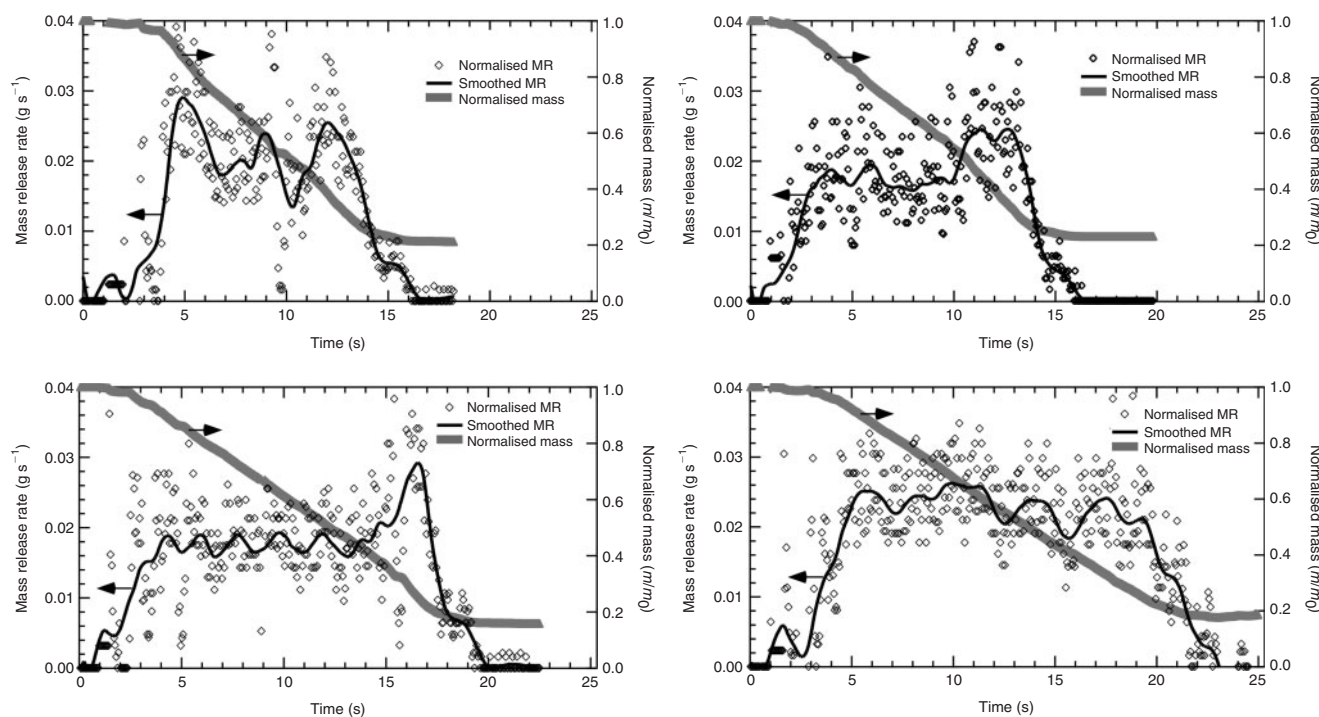 0.04
0.03
0.02
0.01
0.00
Mass release rate (g s⁻¹)
1.0
0.8
0.6
0.4
0.2
0.0
Normalised mass (m/m0)
Normalised MR
Smoothed MR
Normalised mass
0 5 10 15 20 25
Time (s)
0.04
0.03
0.02
0.01
0.00
Mass release rate (g s⁻¹)
1.0
0.8
0.6
0.4
0.2
0.0
Normalised mass (m/m0)
Normalised MR
Smoothed MR
Normalised mass
0 5 10 15 20 25
Time (s)
0.04
0.03
0.02
0.01
0.00
Mass release rate (g s⁻¹)
1.0
0.8
0.6
0.4
0.2
0.0
Normalised mass (m/m0)
Normalised MR
Smoothed MR
Normalised mass
0 5 10 15 20 25
Time (s)
0.04
0.03
0.02
0.01
0.00
Mass release rate (g s⁻¹)
1.0
0.8
0.6
0.4
0.2
0.0
Normalised mass (m/m0)
Normalised MR
Smoothed MR
Normalised mass
0 5 10 15 20 25
Time (s)